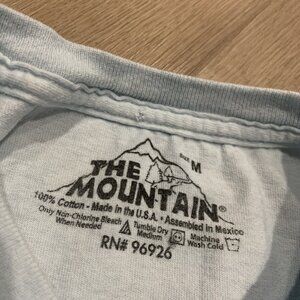 SIZE M
THE
MOUNTAIN®
100% Cotton - Made in the U.S.A. • Assembled in Mexico
Only Non-Chlorine Bleach When Needed
Tumble Dry Medium
Machine Wash Cold
RN# 96926